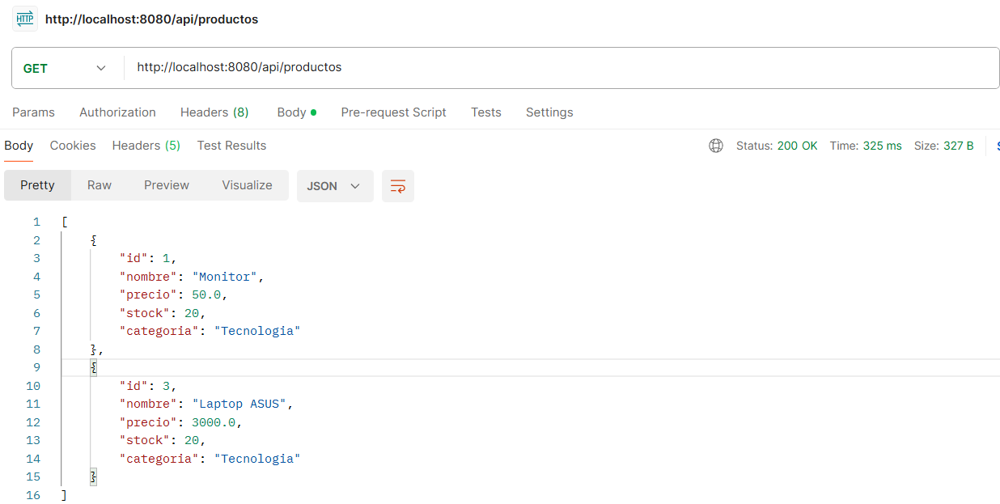 HTTP http://localhost:8080/api/productos
GET http://localhost:8080/api/productos
Params Authorization Headers (8) Body Pre-request Script Tests Settings
Body Cookies Headers (5) Test Results Status: 200 OK Time: 325 ms Size: 327 B
Pretty Raw Preview Visualize JSON
1 [
2 {
3 "id": 1,
4 "nombre": "Monitor",
5 "precio": 50.0,
6 "stock": 20,
7 "categoria": "Tecnologia"
8 },
9 {
10 "id": 3,
11 "nombre": "Laptop ASUS",
12 "precio": 3000.0,
13 "stock": 20,
14 "categoria": "Tecnologia"
15 }
16 ]